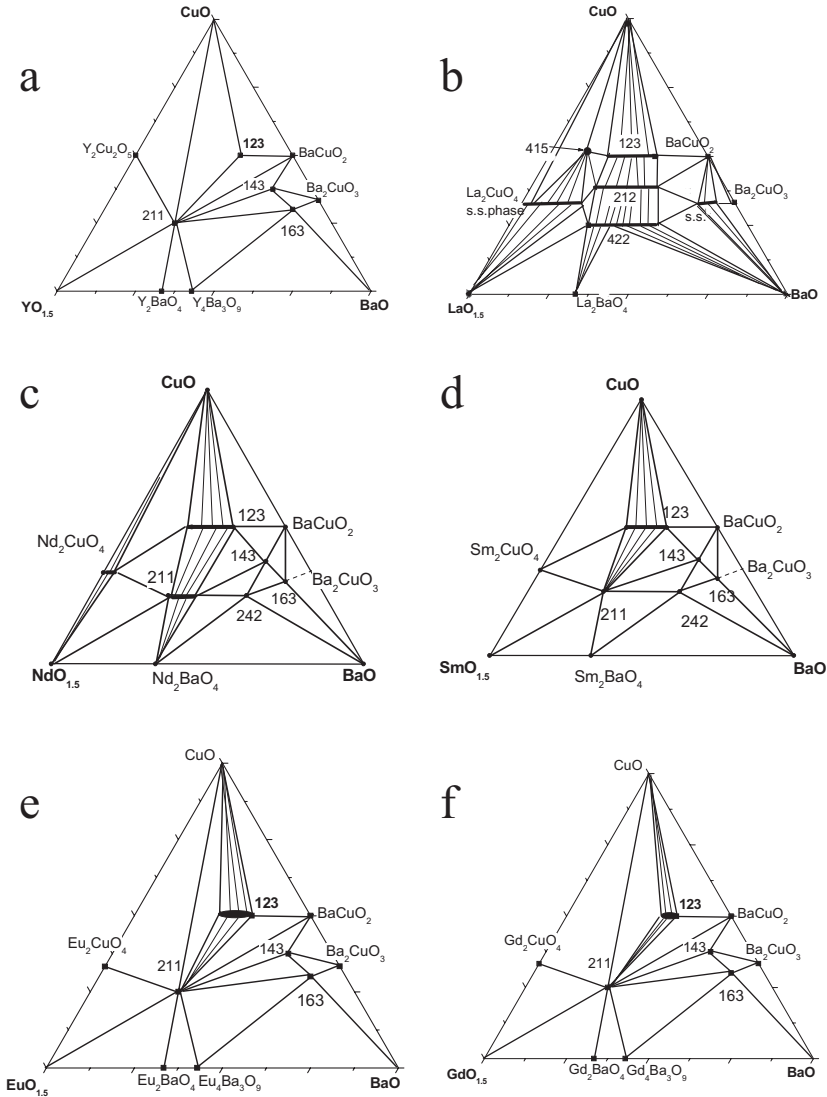 a
CuO
Y₂Cu₂O₅
123
BaCuO₂
143
Ba₂CuO₃
211
163
YO₁.₅
Y₂BaO₄
Y₄Ba₃O₉
BaO
b
CuO
415
123
BaCuO₂
La₂CuO₄
s.s.phase
212
Ba₂CuO₃
s.s.
422
LaO₁.₅
La₂BaO₄
BaO
c
CuO
123
BaCuO₂
Nd₂CuO₄
143
211
Ba₂CuO₃
163
242
NdO₁.₅
Nd₂BaO₄
BaO
d
CuO
123
BaCuO₂
Sm₂CuO₄
143
Ba₂CuO₃
163
211
242
SmO₁.₅
Sm₂BaO₄
BaO
e
CuO
123
BaCuO₂
Eu₂CuO₄
143
Ba₂CuO₃
211
163
EuO₁.₅
Eu₂BaO₄
Eu₄Ba₃O₉
BaO
f
CuO
123
BaCuO₂
Gd₂CuO₄
143
Ba₂CuO₃
211
163
GdO₁.₅
Gd₂BaO₄
Gd₄Ba₃O₉
BaO